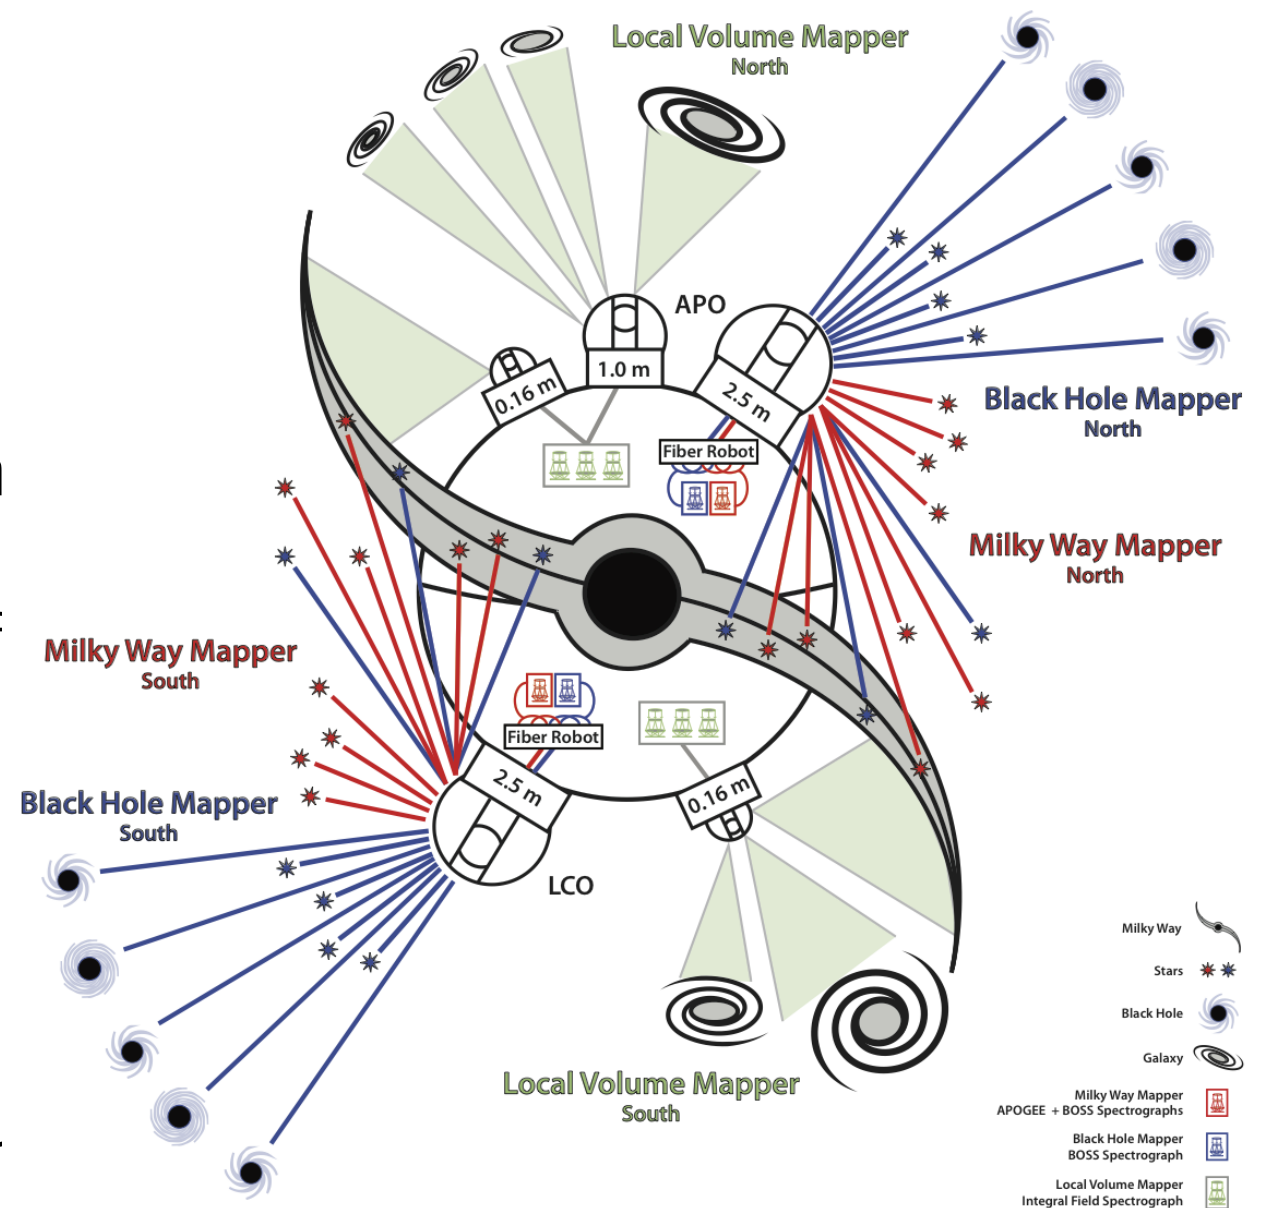 Local Volume Mapper
North
APO
0.16 m
1.0 m
2.5 m
Fiber Robot
Black Hole Mapper
North
Milky Way Mapper
North
Milky Way Mapper
South
Black Hole Mapper
South
Fiber Robot
2.5 m
0.16 m
LCO
Local Volume Mapper
South
Milky Way
Stars
Black Hole
Galaxy
Milky Way Mapper
APOGEE + BOSS Spectrographs
Black Hole Mapper
BOSS Spectrograph
Local Volume Mapper
Integral Field Spectrograph